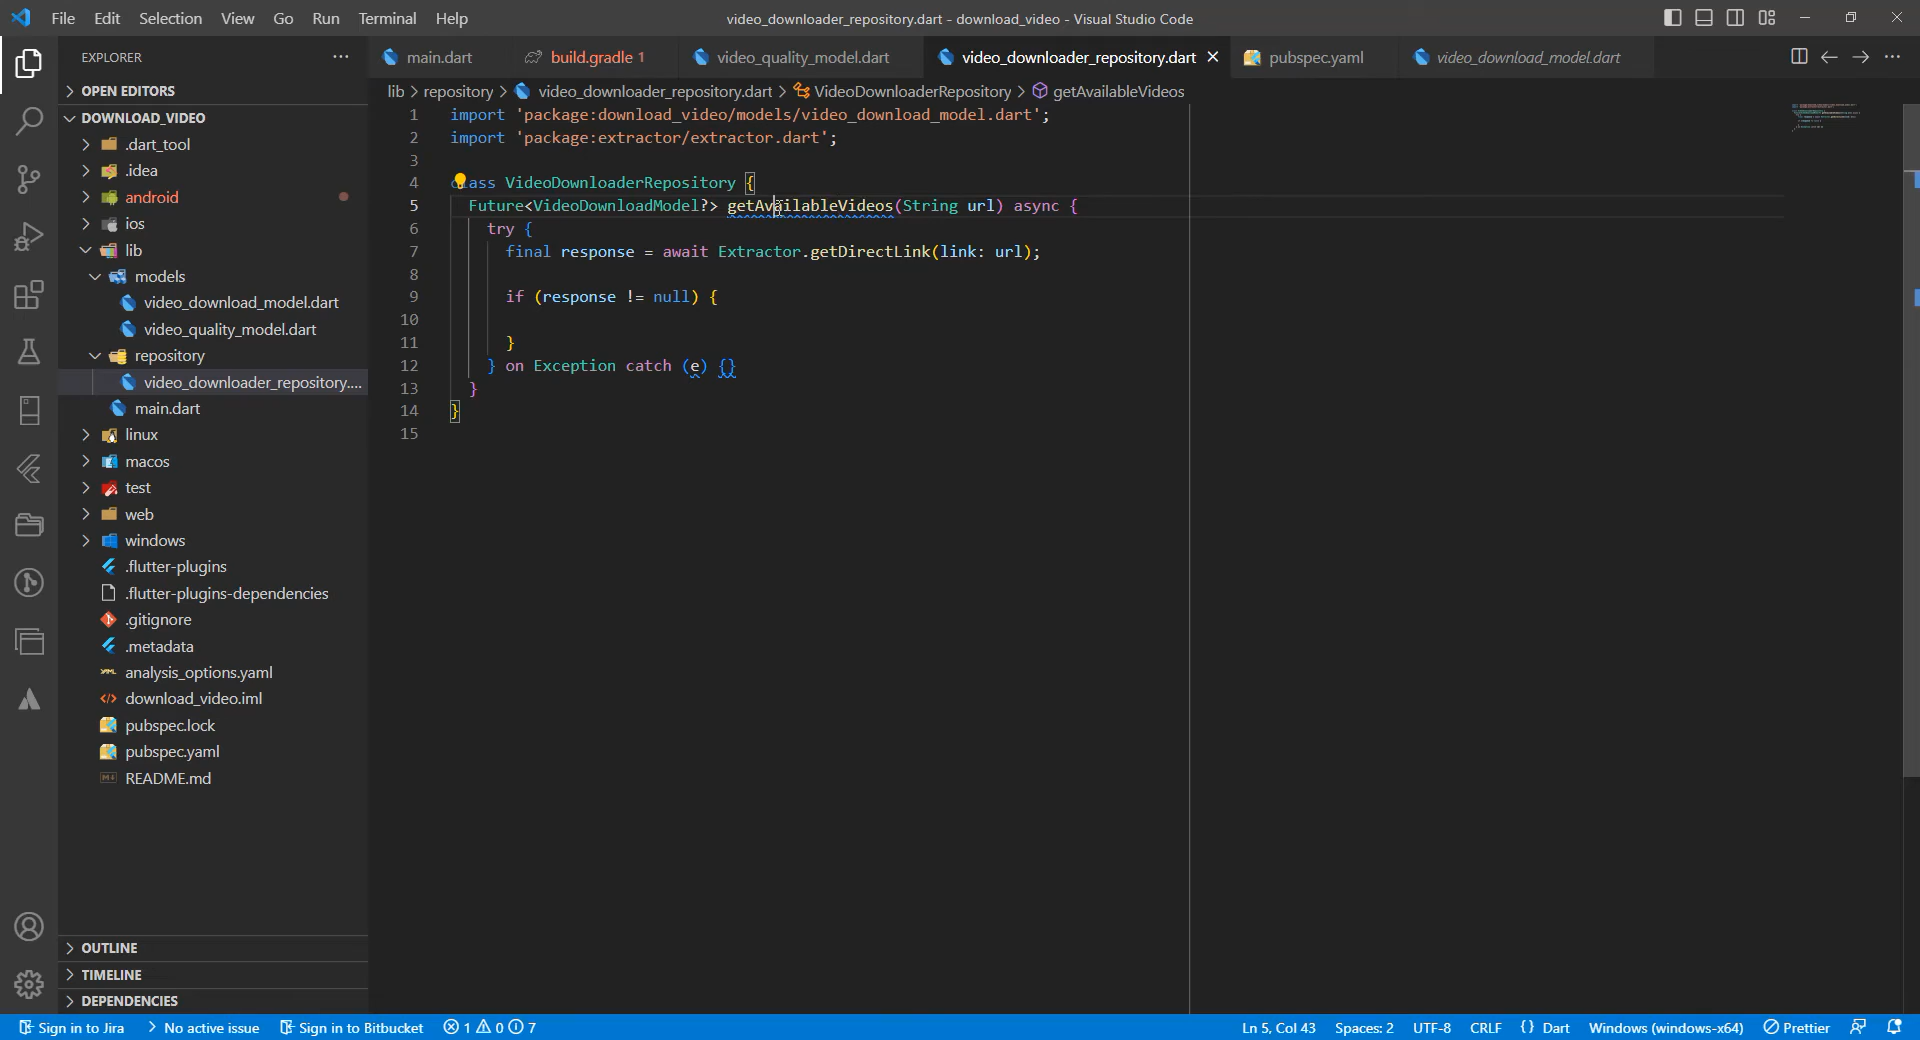 File Edit Selection View Go Run Terminal Help
video_downloader_repository.dart - download_video - Visual Studio Code
EXPLORER
OPEN EDITORS
DOWNLOAD_VIDEO
.dart_tool
.idea
android
ios
lib
models
video_download_model.dart
video_quality_model.dart
repository
video_downloader_repository....
main.dart
linux
macos
test
web
windows
.flutter-plugins
.flutter-plugins-dependencies
.gitignore
.metadata
analysis_options.yaml
download_video.iml
pubspec.lock
pubspec.yaml
README.md
OUTLINE
TIMELINE
DEPENDENCIES
main.dart build.gradle 1 video_quality_model.dart video_downloader_repository.dart pubspec.yaml video_download_model.dart
lib > repository > video_downloader_repository.dart > VideoDownloaderRepository > getAvailableVideos
1 import 'package:download_video/models/video_download_model.dart';
2 import 'package:extractor/extractor.dart';
3
4 class VideoDownloaderRepository {
5 Future<VideoDownloadModel?> getAvailableVideos(String url) async {
6 try {
7 final response = await Extractor.getDirectLink(link: url);
8
9 if (response != null) {
10
11 }
12 } on Exception catch (e) {}
13 }
14 }
15
Sign in to Jira No active issue Sign in to Bitbucket 1 0 7 Ln 5, Col 43 Spaces: 2 UTF-8 CRLF {} Dart Windows (windows-x64) Prettier